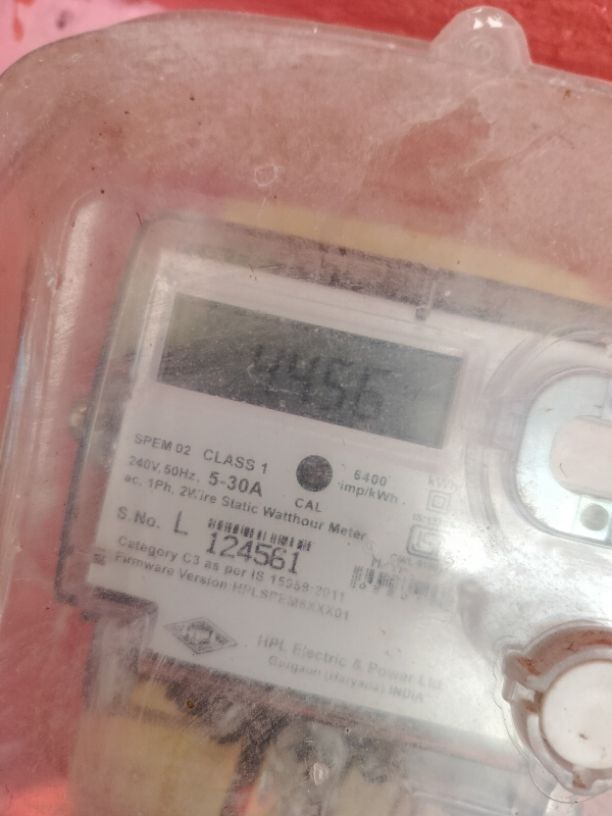 4456
SPEM 02 CLASS 1
240V, 50Hz, 5-30A CAL 6400 imp/kWh
ac, 1Ph, 2Wire Static Watthour Meter
S.No. L 124561
Category C3 as per IS 15959-2011
Firmware Version
HPL Electric & Power Ltd
Gurgaon (Haryana) INDIA